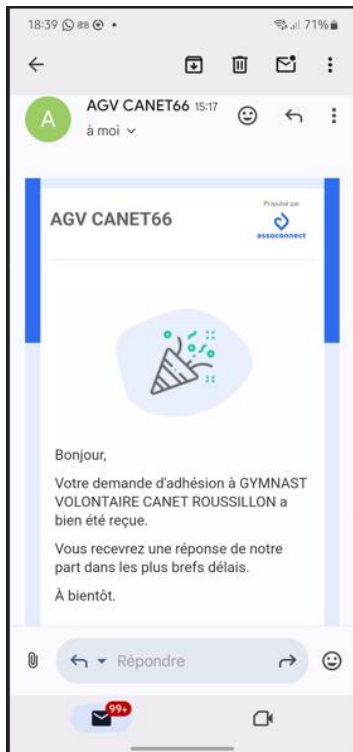 18:39
71%
AGV CANET66 15:17
A
à moi
AGV CANET66
Propulsé par
assoconnect
Bonjour,
Votre demande d'adhésion à GYMNAST
VOLONTAIRE CANET ROUSSILLON a
bien été reçue.
Vous recevrez une réponse de notre
part dans les plus brefs délais.
À bientôt.
Répondre
99+